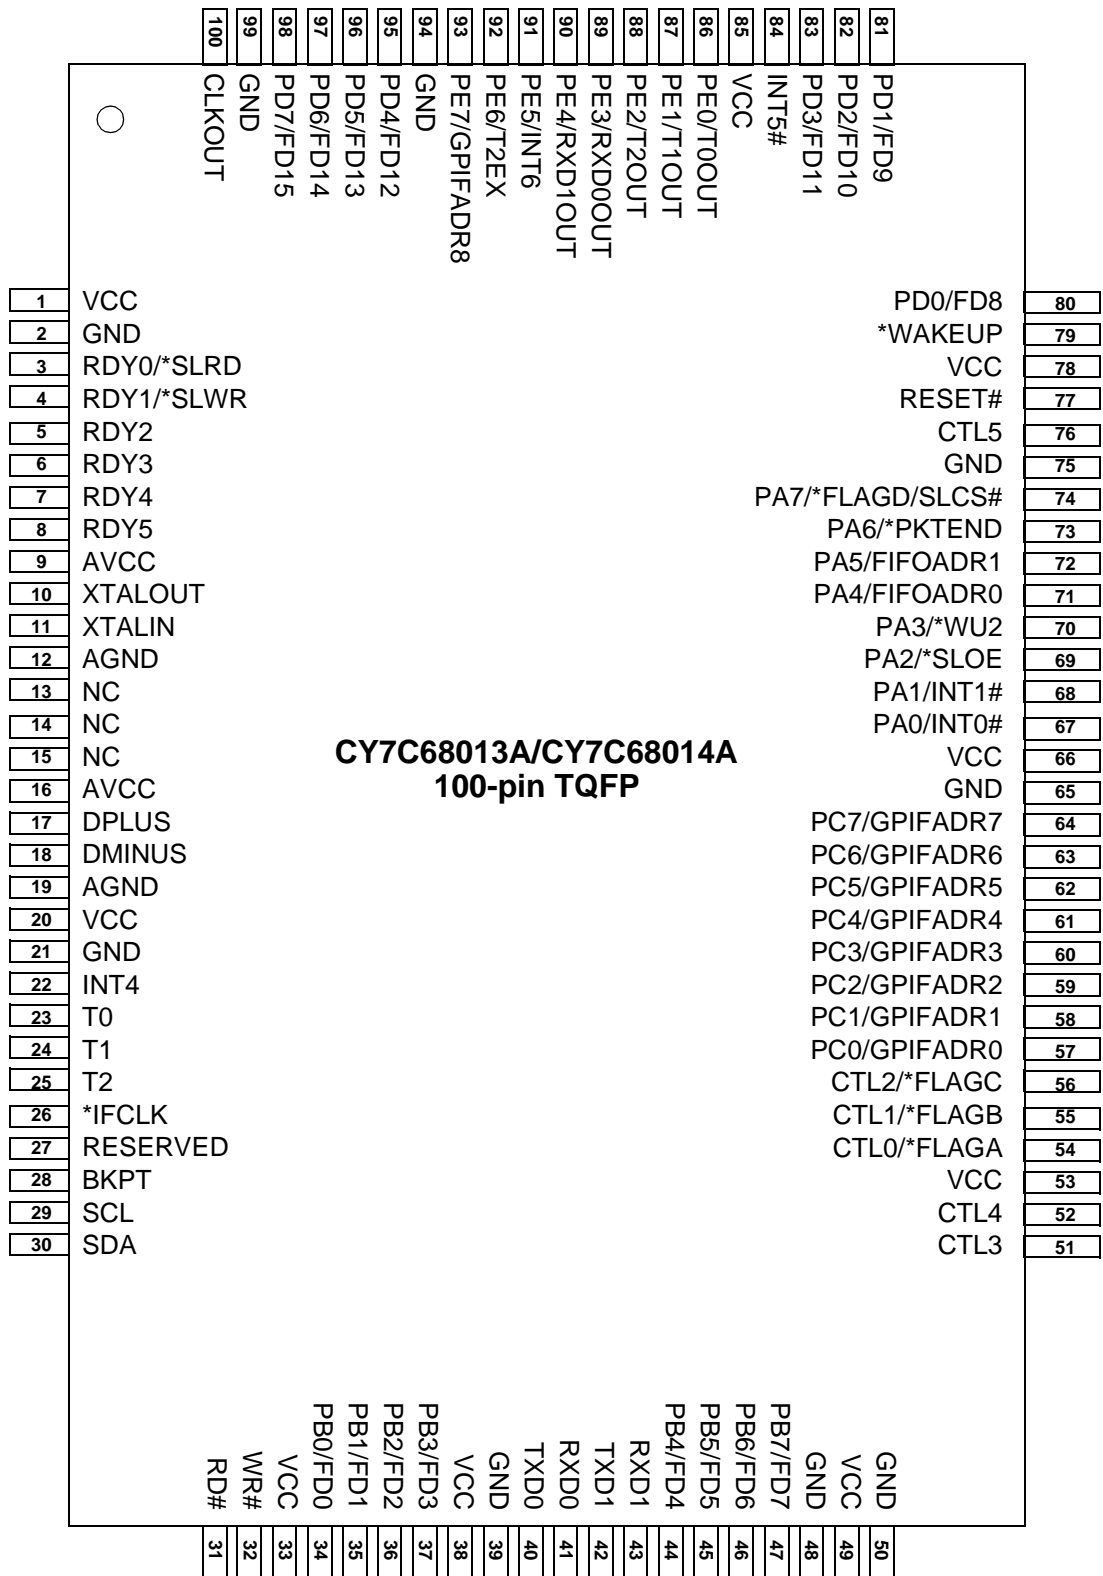 100 99 98 97 96 95 94 93 92 91 90 89 88 87 86 85 84 83 82 81
CLKOUT
GND
PD7/FD15
PD6/FD14
PD5/FD13
PD4/FD12
GND
PE7/GPIFADR8
PE6/T2EX
PE5/INT6
PE4/RXD1OUT
PE3/RXD0OUT
PE2/T2OUT
PE1/T1OUT
PE0/T0OUT
VCC
INT5#
PD3/FD11
PD2/FD10
PD1/FD9
1 VCC
2 GND
3 RDY0/*SLRD
4 RDY1/*SLWR
5 RDY2
6 RDY3
7 RDY4
8 RDY5
9 AVCC
10 XTALOUT
11 XTALIN
12 AGND
13 NC
14 NC
15 NC
16 AVCC
17 DPLUS
18 DMINUS
19 AGND
20 VCC
21 GND
22 INT4
23 T0
24 T1
25 T2
26 *IFCLK
27 RESERVED
28 BKPT
29 SCL
30 SDA
CY7C68013A/CY7C68014A
100-pin TQFP
PD0/FD8 80
*WAKEUP 79
VCC 78
RESET# 77
CTL5 76
GND 75
PA7/*FLAGD/SLCS# 74
PA6/*PKTEND 73
PA5/FIFOADR1 72
PA4/FIFOADR0 71
PA3/*WU2 70
PA2/*SLOE 69
PA1/INT1# 68
PA0/INT0# 67
VCC 66
GND 65
PC7/GPIFADR7 64
PC6/GPIFADR6 63
PC5/GPIFADR5 62
PC4/GPIFADR4 61
PC3/GPIFADR3 60
PC2/GPIFADR2 59
PC1/GPIFADR1 58
PC0/GPIFADR0 57
CTL2/*FLAGC 56
CTL1/*FLAGB 55
CTL0/*FLAGA 54
VCC 53
CTL4 52
CTL3 51
RD#
WR#
VCC
PB0/FD0
PB1/FD1
PB2/FD2
PB3/FD3
VCC
GND
TXD0
RXD0
TXD1
RXD1
PB4/FD4
PB5/FD5
PB6/FD6
PB7/FD7
GND
VCC
GND
31 32 33 34 35 36 37 38 39 40 41 42 43 44 45 46 47 48 49 50